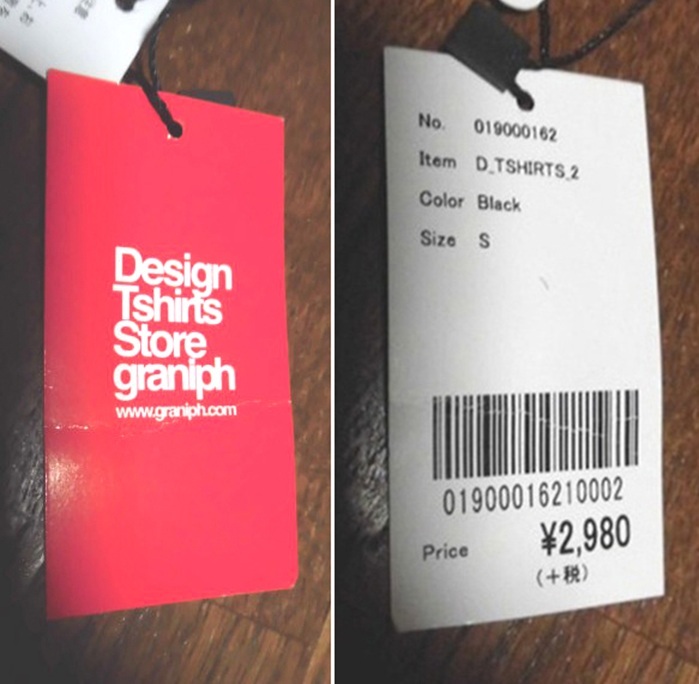 Design
Tshirts
Store
graniph
www.graniph.com
No. 019000162
Item D_TSHIRTS_2
Color Black
Size S
01900016210002
Price ¥2,980
(+税)